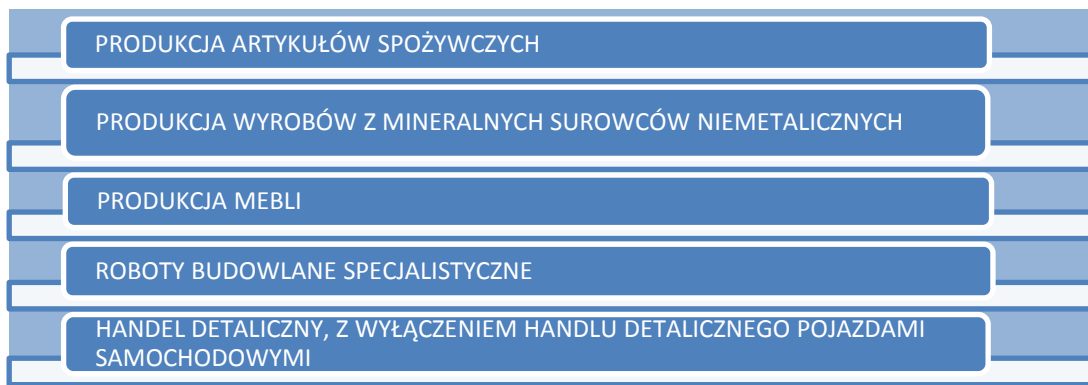 PRODUKCJA ARTYKUŁÓW SPOŻYWCZYCH
PRODUKCJA WYROBÓW Z MINERALNYCH SUROWCÓW NIEMETALICZNYCH
PRODUKCJA MEBLI
ROBOTY BUDOWLANE SPECJALISTYCZNE
HANDEL DETALICZNY, Z WYŁĄCZENIEM HANDLU DETALICZNEGO POJAZDAMI
SAMOCHODOWYMI